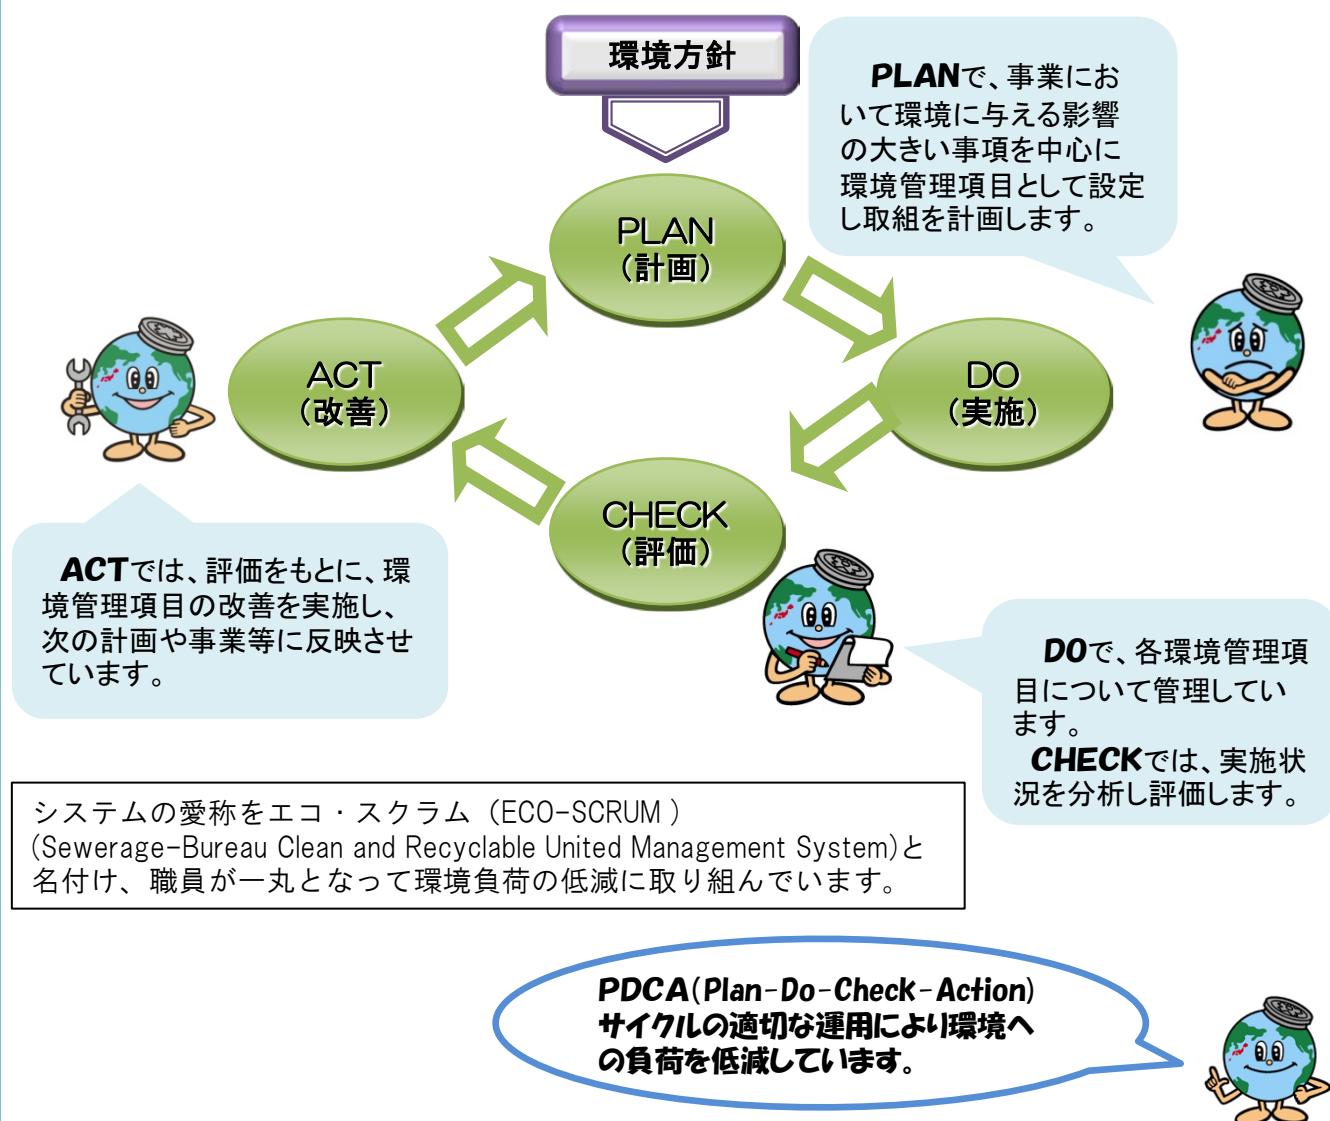 環境方針
PLANで、事業にお
いて環境に与える影響
の大きい事項を中心に
環境管理項目として設定
し取組を計画します。
PLAN
(計画)
ACT
(改善)
DO
(実施)
CHECK
(評価)
ACTでは、評価をもとに、環
境管理項目の改善を実施し、
次の計画や事業等に反映させ
ています。
DOで、各環境管理項
目について管理してい
ます。
CHECKでは、実施状
況を分析し評価します。
システムの愛称をエコ・スクラム（ECO-SCRUM）
(Sewerage-Bureau Clean and Recyclable United Management System)と
名付け、職員が一丸となって環境負荷の低減に取り組んでいます。
PDCA(Plan-Do-Check-Action)
サイクルの適切な運用により環境へ
の負荷を低減しています。